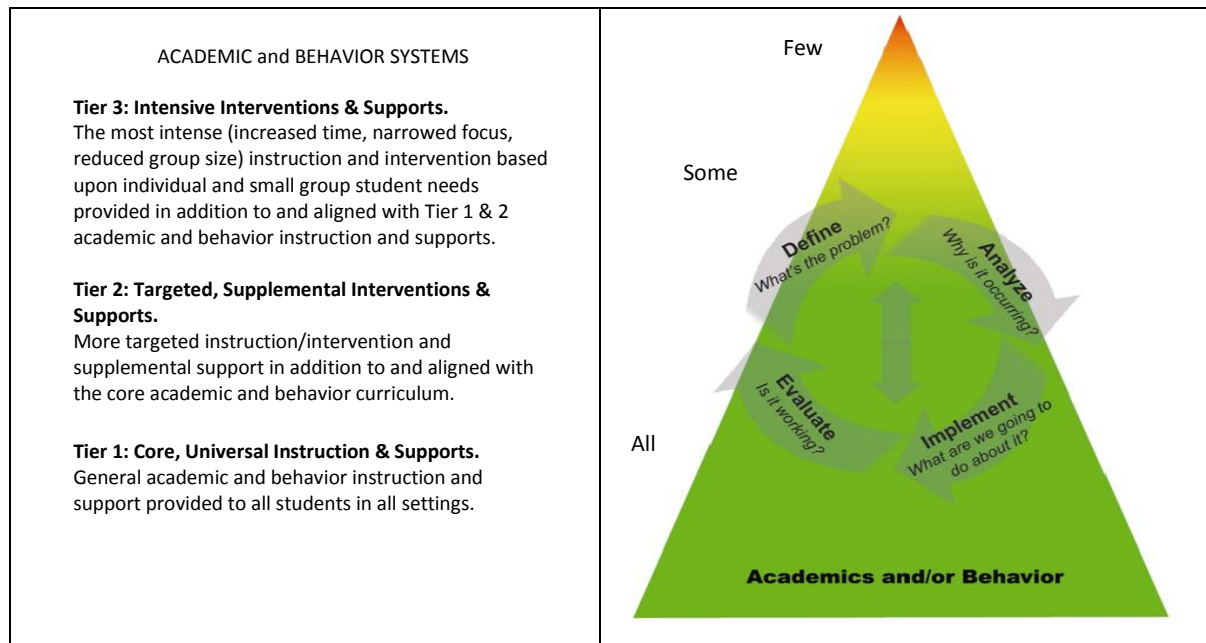 ACADEMIC and BEHAVIOR SYSTEMS
Tier 3: Intensive Interventions & Supports.
The most intense (increased time, narrowed focus,
reduced group size) instruction and intervention based
upon individual and small group student needs
provided in addition to and aligned with Tier 1 & 2
academic and behavior instruction and supports.
Tier 2: Targeted, Supplemental Interventions &
Supports.
More targeted instruction/intervention and
supplemental support in addition to and aligned with
the core academic and behavior curriculum.
Tier 1: Core, Universal Instruction & Supports.
General academic and behavior instruction and
support provided to all students in all settings.
Few
Some
All
Define
What's the problem?
Analyze
Why is it occurring?
Implement
What are we going to
do about it?
Evaluate
Is it working?
Academics and/or Behavior